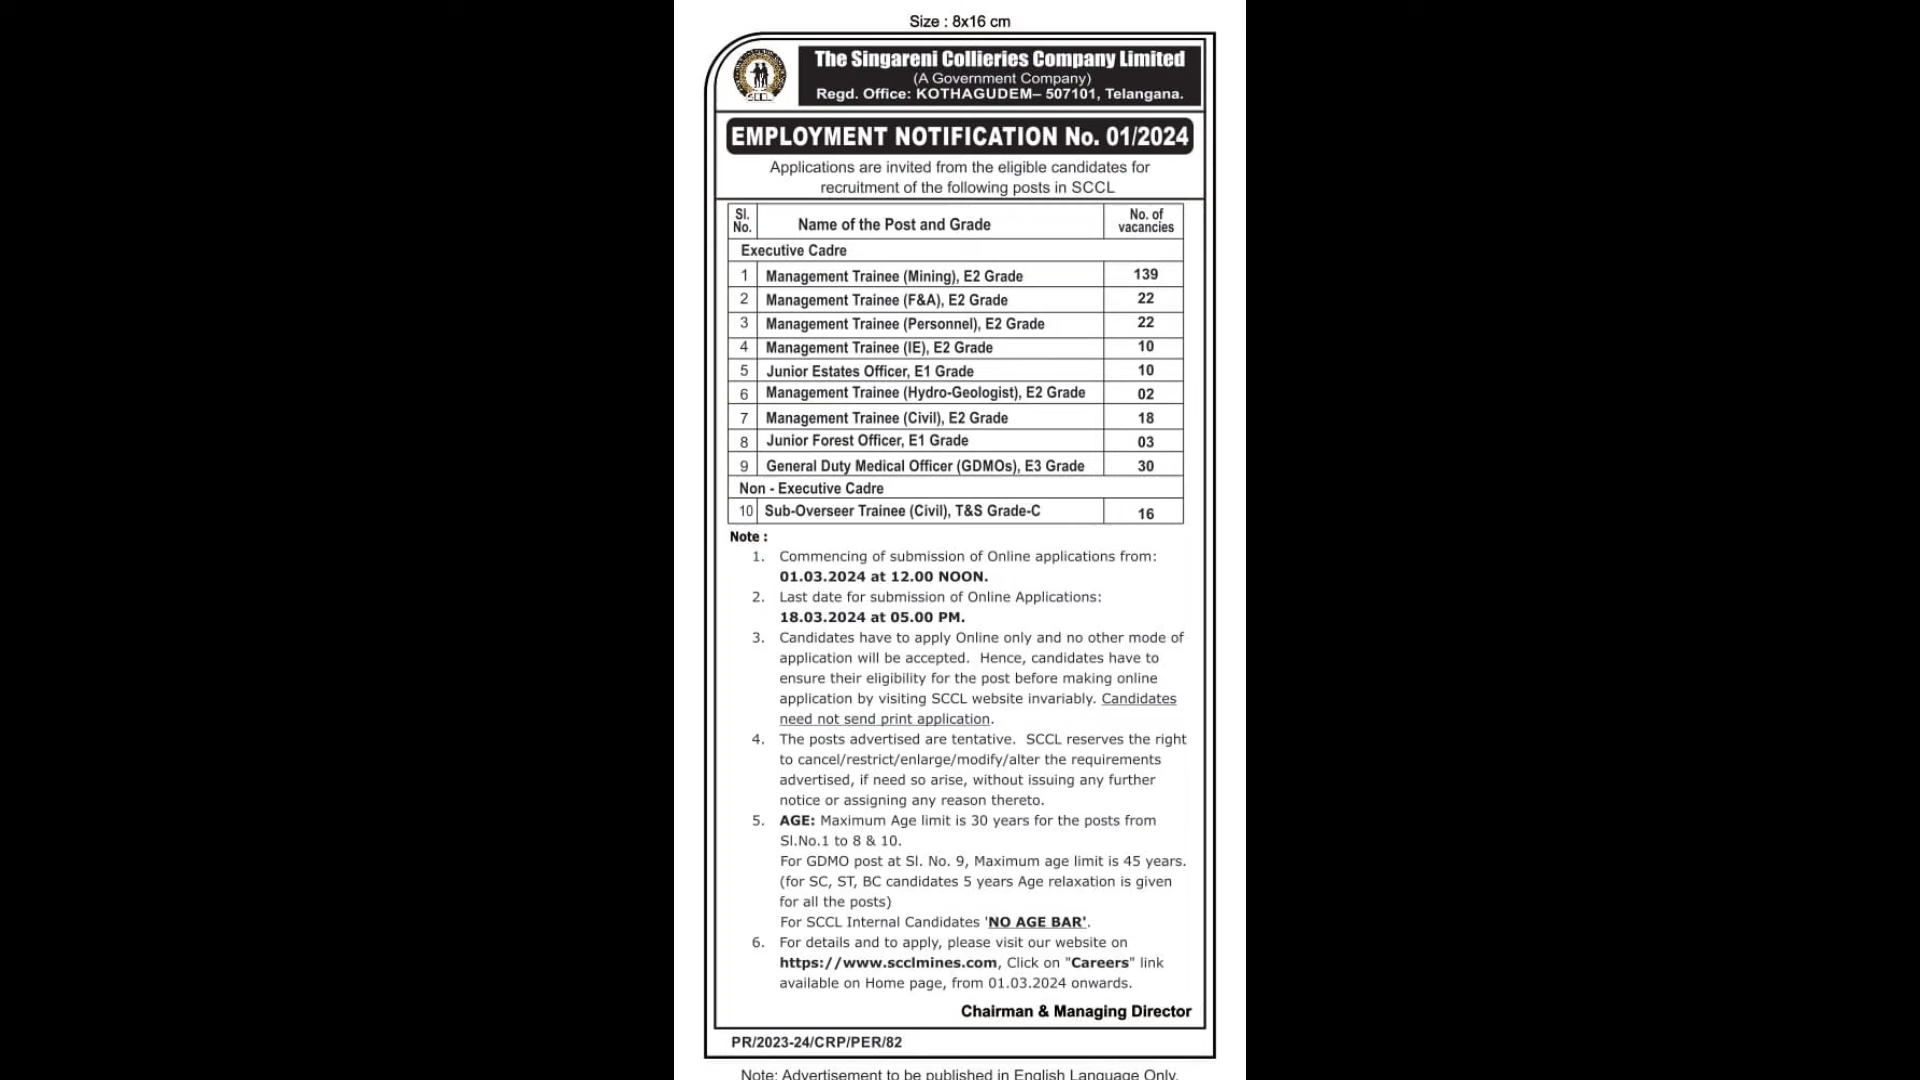 Size : 8x16 cm
The Singareni Collieries Company Limited
(A Government Company)
Regd. Office: KOTHAGUDEM– 507101, Telangana.
SCCL
EMPLOYMENT NOTIFICATION No. 01/2024
Applications are invited from the eligible candidates for
recruitment of the following posts in SCCL
Sl. No. Name of the Post and Grade No. of vacancies
Executive Cadre
1 Management Trainee (Mining), E2 Grade 139
2 Management Trainee (F&A), E2 Grade 22
3 Management Trainee (Personnel), E2 Grade 22
4 Management Trainee (IE), E2 Grade 10
5 Junior Estates Officer, E1 Grade 10
6 Management Trainee (Hydro-Geologist), E2 Grade 02
7 Management Trainee (Civil), E2 Grade 18
8 Junior Forest Officer, E1 Grade 03
9 General Duty Medical Officer (GDMOs), E3 Grade 30
Non - Executive Cadre
10 Sub-Overseer Trainee (Civil), T&S Grade-C 16
Note :
1. Commencing of submission of Online applications from:
01.03.2024 at 12.00 NOON.
2. Last date for submission of Online Applications:
18.03.2024 at 05.00 PM.
3. Candidates have to apply Online only and no other mode of
application will be accepted. Hence, candidates have to
ensure their eligibility for the post before making online
application by visiting SCCL website invariably. Candidates
need not send print application.
4. The posts advertised are tentative. SCCL reserves the right
to cancel/restrict/enlarge/modify/alter the requirements
advertised, if need so arise, without issuing any further
notice or assigning any reason thereto.
5. AGE: Maximum Age limit is 30 years for the posts from
Sl.No.1 to 8 & 10.
For GDMO post at Sl. No. 9, Maximum age limit is 45 years.
(for SC, ST, BC candidates 5 years Age relaxation is given
for all the posts)
For SCCL Internal Candidates 'NO AGE BAR'.
6. For details and to apply, please visit our website on
https://www.scclmines.com, Click on "Careers" link
available on Home page, from 01.03.2024 onwards.
Chairman & Managing Director
PR/2023-24/CRP/PER/82
Note: Advertisement to be published in English Language Only.